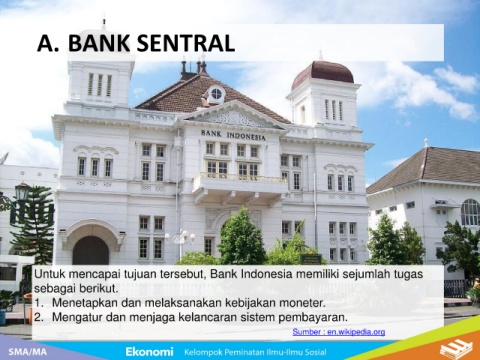 A. BANK SENTRAL
BANK INDONESIA
Untuk mencapai tujuan tersebut, Bank Indonesia memiliki sejumlah tugas
sebagai berikut.
1. Menetapkan dan melaksanakan kebijakan moneter.
2. Mengatur dan menjaga kelancaran sistem pembayaran.
Sumber : en.wikipedia.org
SMA/MA Ekonomi Kelompok Peminatan Ilmu-Ilmu Sosial